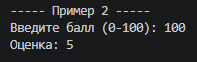 ----- Пример 2 -----
Введите балл (0-100): 100
Оценка: 5